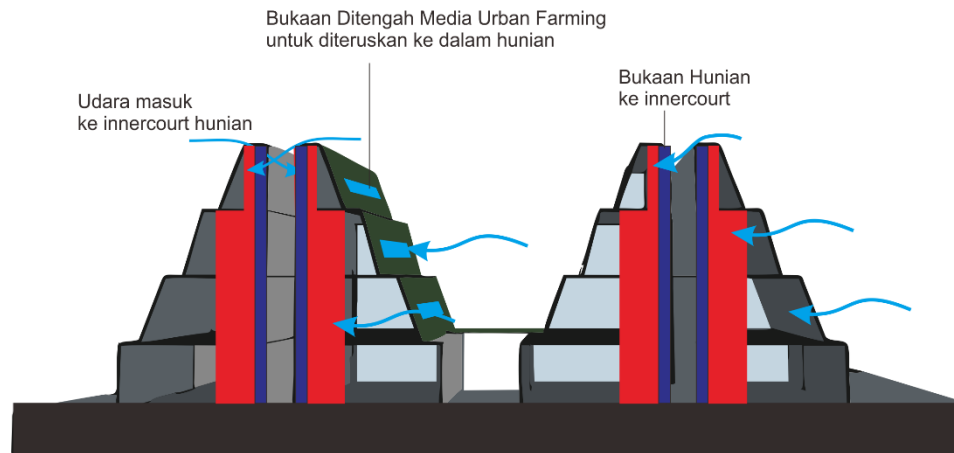 Bukaan Ditengah Media Urban Farming
untuk diteruskan ke dalam hunian
Bukaan Hunian
ke innercourt
Udara masuk
ke innercourt hunian